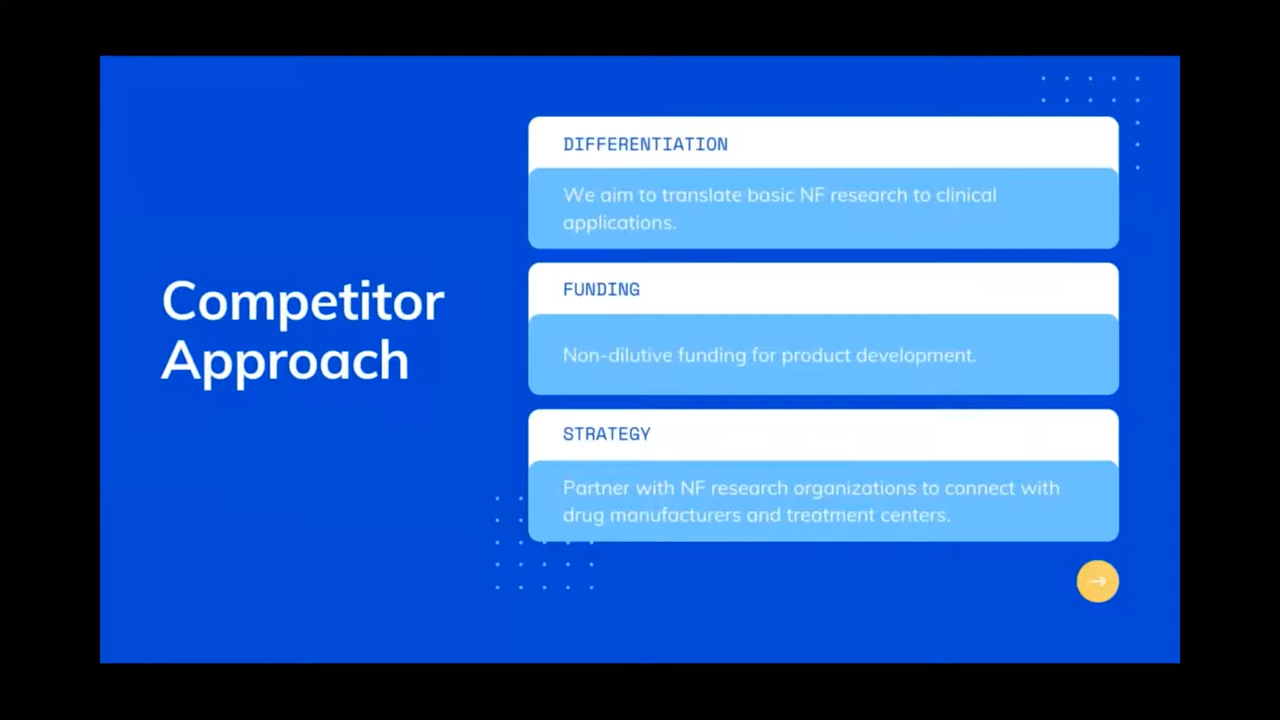 Competitor
Approach
DIFFERENTIATION
We aim to translate basic NF research to clinical
applications.
FUNDING
Non-dilutive funding for product development.
STRATEGY
Partner with NF research organizations to connect with
drug manufacturers and treatment centers.